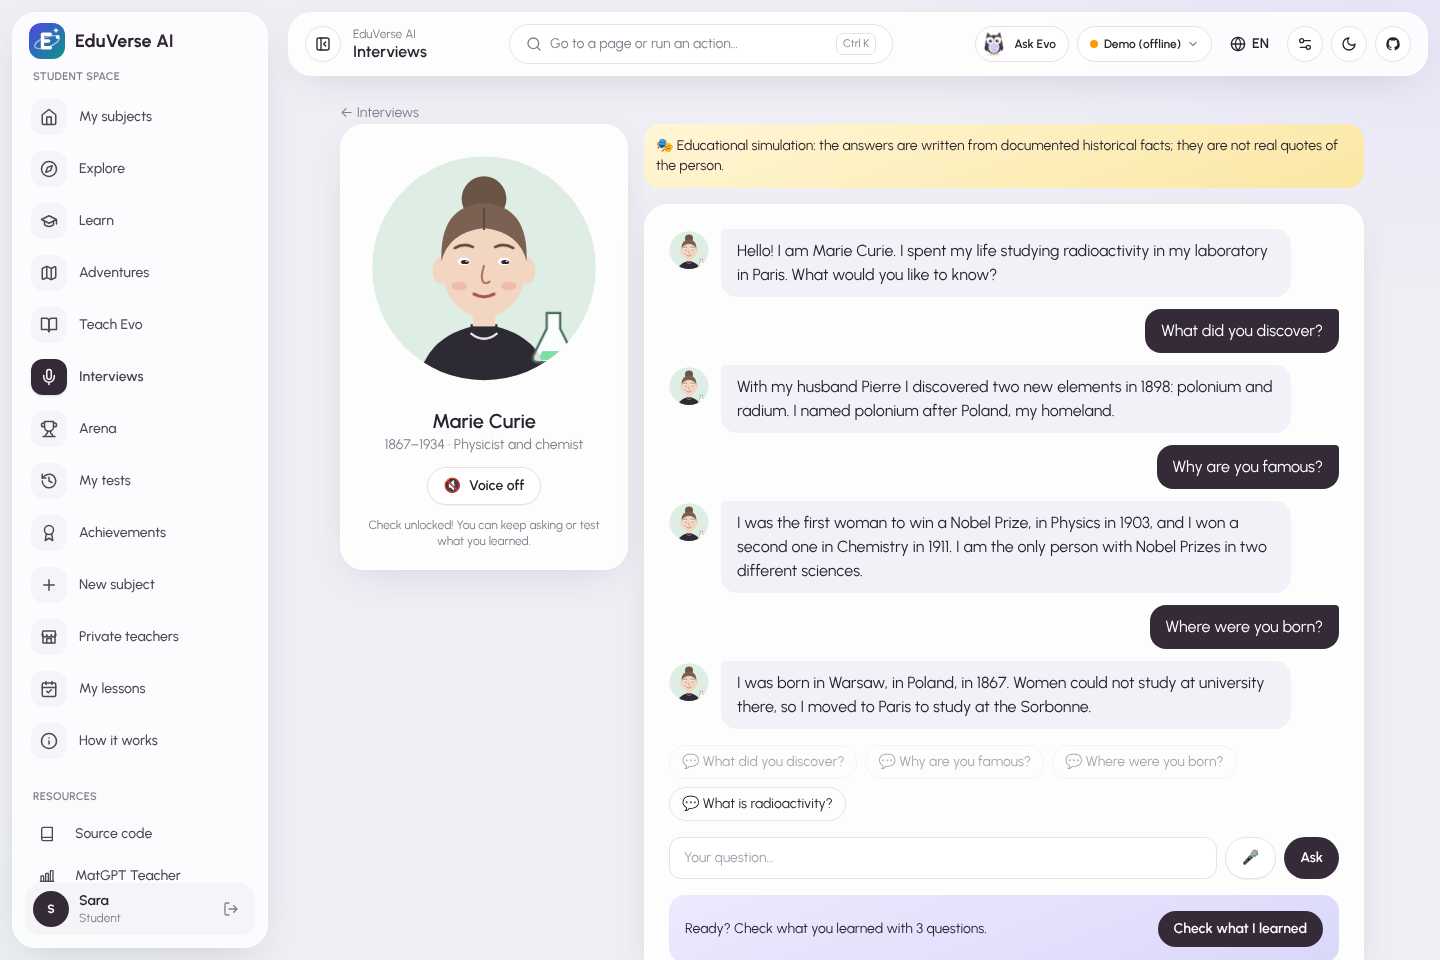 EduVerse AI
STUDENT SPACE
My subjects
Explore
Learn
Adventures
Teach Evo
Interviews
Arena
My tests
Achievements
New subject
Private teachers
My lessons
How it works
RESOURCES
Source code
MatGPT Teacher
S
Sara
Student
EduVerse AI
Interviews
Go to a page or run an action...
Ctrl K
Ask Evo
Demo (offline)
EN
← Interviews
Marie Curie
1867–1934 · Physicist and chemist
Voice off
Check unlocked! You can keep asking or test
what you learned.
Educational simulation: the answers are written from documented historical facts; they are not real quotes of
the person.
Hello! I am Marie Curie. I spent my life studying radioactivity in my laboratory
in Paris. What would you like to know?
What did you discover?
With my husband Pierre I discovered two new elements in 1898: polonium and
radium. I named polonium after Poland, my homeland.
Why are you famous?
I was the first woman to win a Nobel Prize, in Physics in 1903, and I won a
second one in Chemistry in 1911. I am the only person with Nobel Prizes in two
different sciences.
Where were you born?
I was born in Warsaw, in Poland, in 1867. Women could not study at university
there, so I moved to Paris to study at the Sorbonne.
What did you discover?
Why are you famous?
Where were you born?
What is radioactivity?
Your question...
Ask
Ready? Check what you learned with 3 questions.
Check what I learned